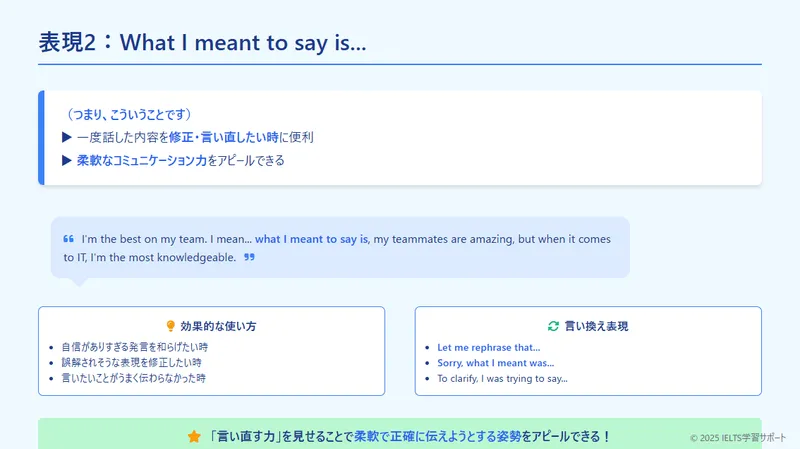 表現2：What I meant to say is...
（つまり、こういうことです）
▶ 一度話した内容を修正・言い直したい時に便利
▶ 柔軟なコミュニケーション力をアピールできる
❝ I'm the best on my team. I mean... what I meant to say is, my teammates are amazing, but when it comes
to IT, I'm the most knowledgeable. ❞
効果的な使い方
• 自信がありすぎる発言を和らげたい時
• 誤解されそうな表現を修正したい時
• 言いたいことがうまく伝わらなかった時
言い換え表現
• Let me rephrase that...
• Sorry, what I meant was...
• To clarify, I was trying to say...
「言い直す力」を見せることで柔軟で正確に伝えようとする姿勢をアピールできる！
© 2025 IELTS学習サポート